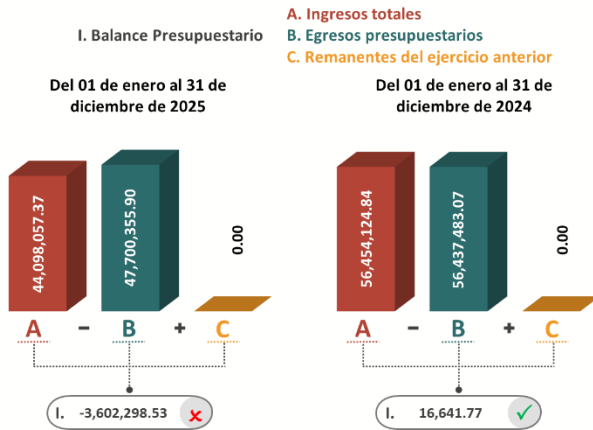 I. Balance Presupuestario
A. Ingresos totales
B. Egresos presupuestarios
C. Remanentes del ejercicio anterior
Del 01 de enero al 31 de
diciembre de 2025
44,098,057.37
47,700,355.90
0.00
A – B + C
I. -3,602,298.53
Del 01 de enero al 31 de
diciembre de 2024
56,454,124.84
56,437,483.07
0.00
A – B + C
I. 16,641.77